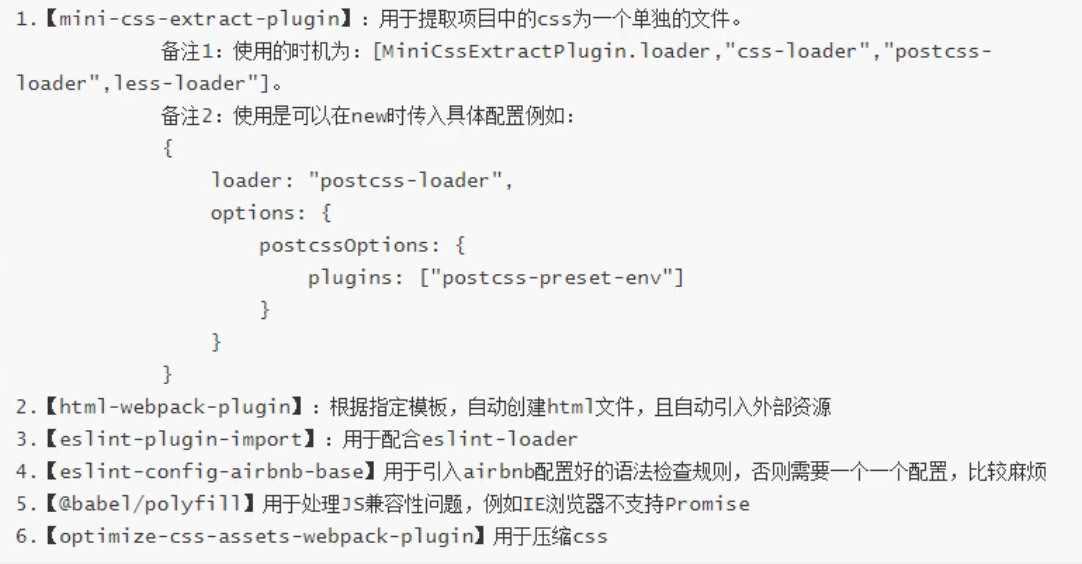 1.【mini-css-extract-plugin】：用于提取项目中的css为一个单独的文件。
备注1：使用的时机为：[MiniCssExtractPlugin.loader,"css-loader","postcss-
loader",less-loader"]。
备注2：使用是可以在new时传入具体配置例如：
{
loader: "postcss-loader",
options: {
postcssOptions: {
plugins: ["postcss-preset-env"]
}
}
}
2.【html-webpack-plugin】：根据指定模板，自动创建html文件，且自动引入外部资源
3.【eslint-plugin-import】：用于配合eslint-loader
4.【eslint-config-airbnb-base】用于引入airbnb配置好的语法检查规则，否则需要一个一个配置，比较麻烦
5.【@babel/polyfill】用于处理JS兼容性问题，例如IE浏览器不支持Promise
6.【optimize-css-assets-webpack-plugin】用于压缩css